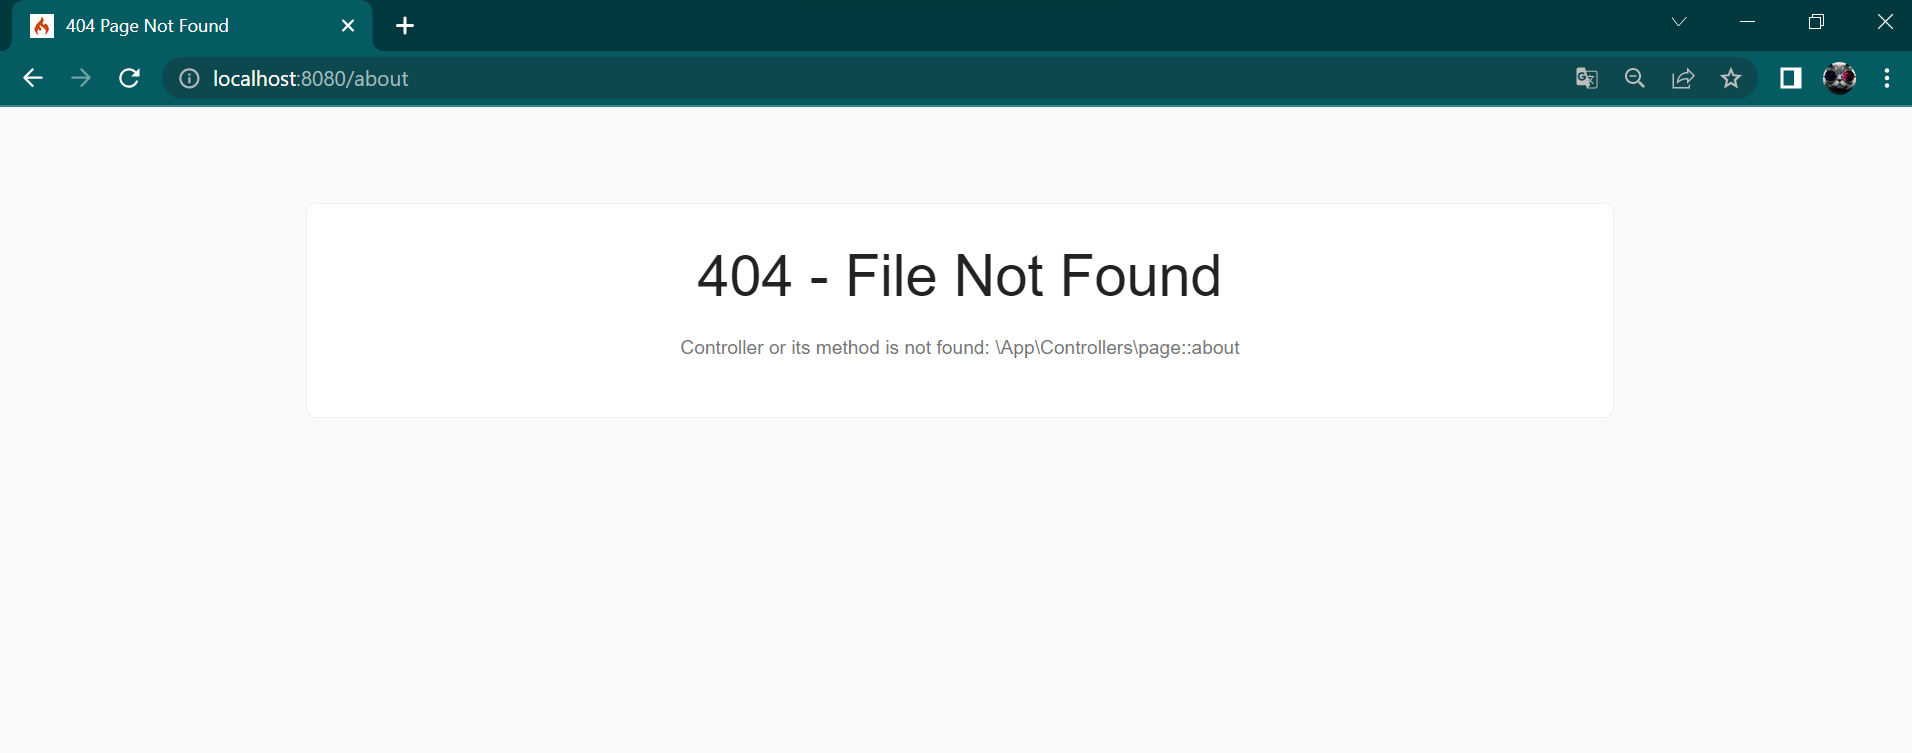 404 Page Not Found
localhost:8080/about
404 - File Not Found
Controller or its method is not found: \App\Controllers\page::about